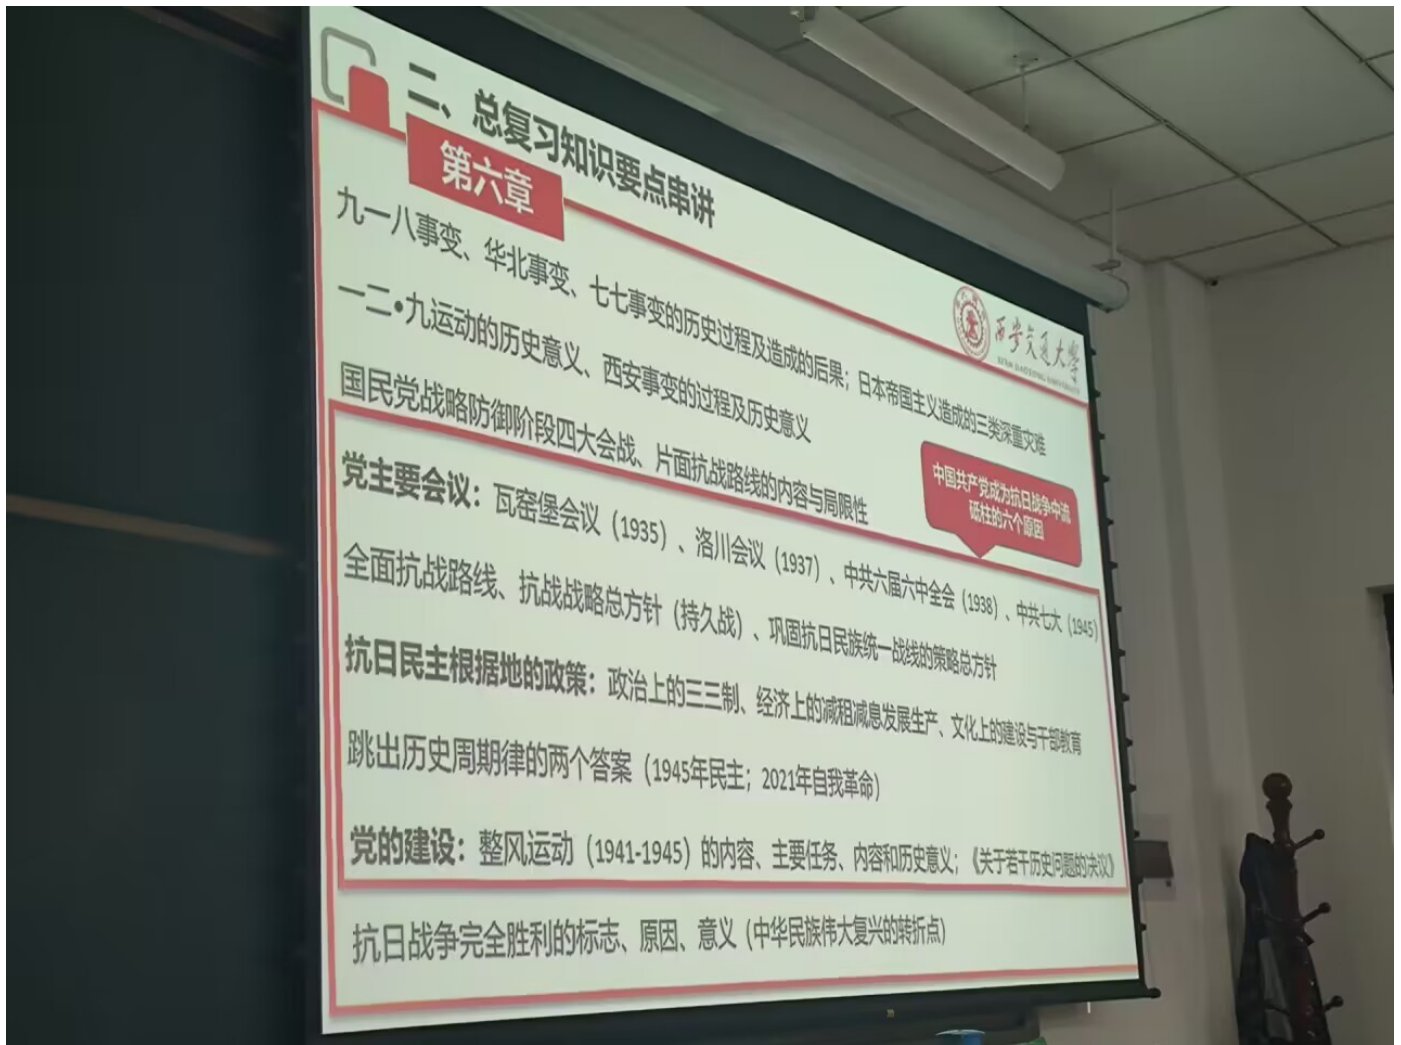 二、总复习知识要点串讲
第六章
西安交通大学
XI'AN JIAOTONG UNIVERSITY
九一八事变、华北事变、七七事变的历史过程及造成的后果；日本帝国主义造成的三类深重灾难
一二•九运动的历史意义、西安事变的过程及历史意义
国民党战略防御阶段四大会战、片面抗战路线的内容与局限性
中国共产党成为抗日战争中流
砥柱的六个原因
党主要会议：瓦窑堡会议（1935）、洛川会议（1937）、中共六届六中全会（1938）、中共七大（1945）
全面抗战路线、抗战战略总方针（持久战）、巩固抗日民族统一战线的策略总方针
抗日民主根据地的政策：政治上的三三制、经济上的减租减息发展生产、文化上的建设与干部教育
跳出历史周期律的两个答案（1945年民主；2021年自我革命）
党的建设：整风运动（1941-1945）的内容、主要任务、内容和历史意义；《关于若干历史问题的决议》
抗日战争完全胜利的标志、原因、意义（中华民族伟大复兴的转折点）